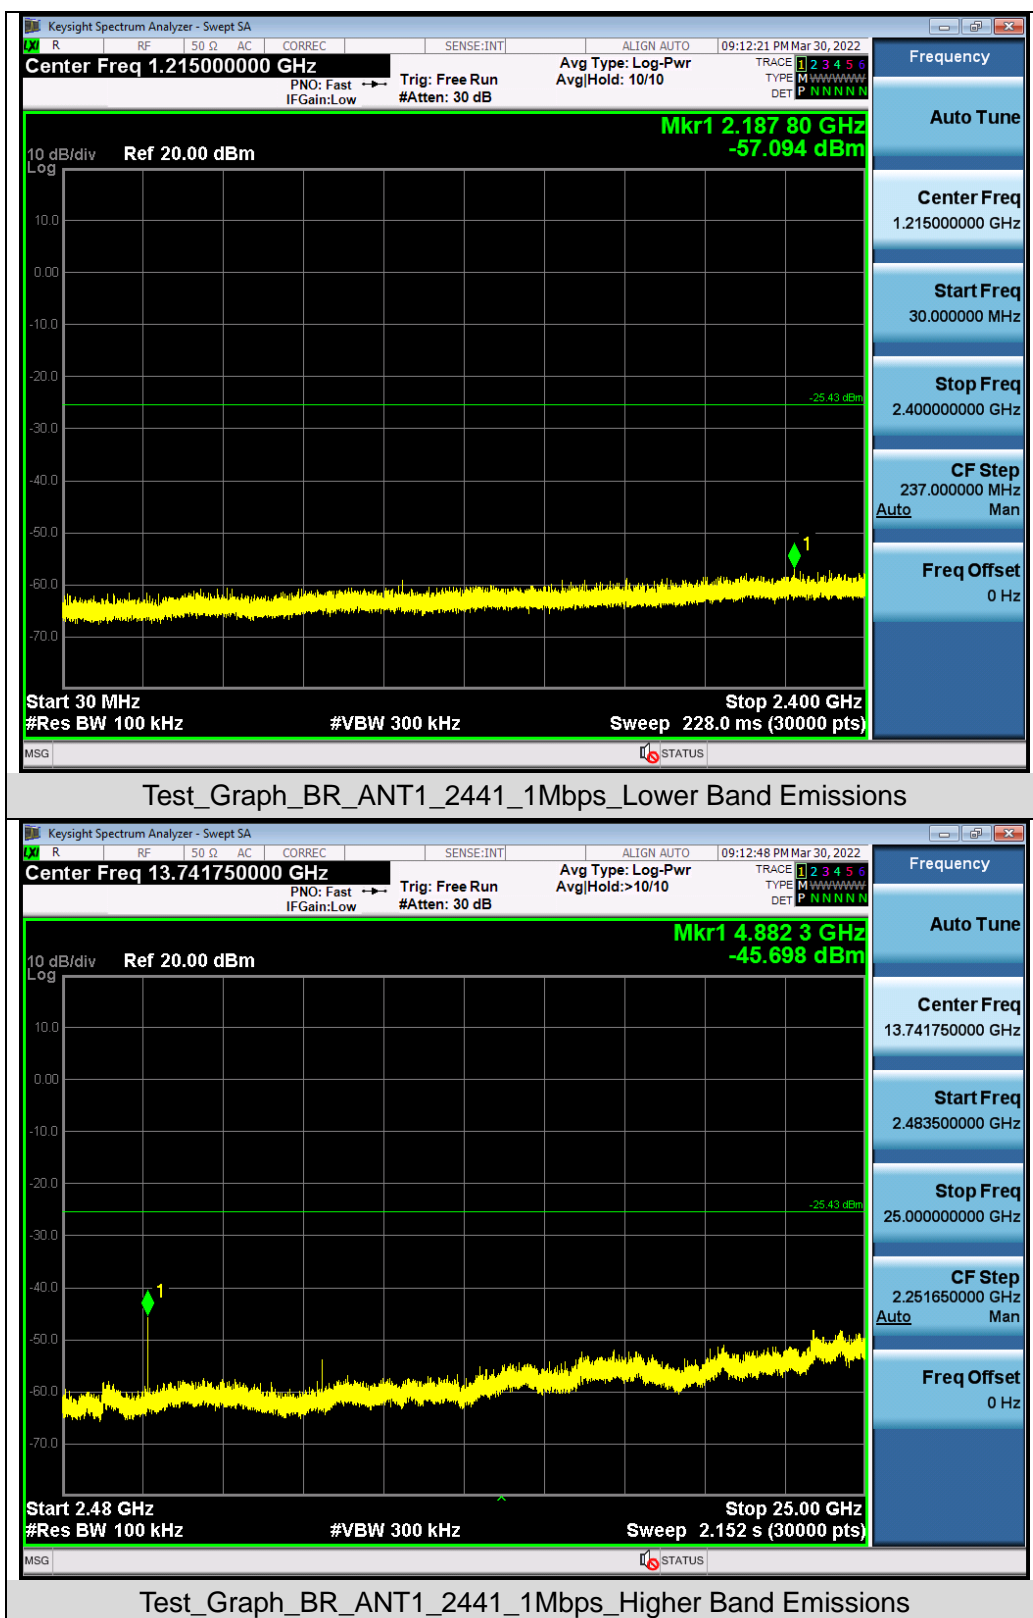 Keysight Spectrum Analyzer - Swept SA
LXI R RF 50 Ω AC CORREC SENSE:INT ALIGN AUTO 09:12:21 PM Mar 30, 2022
Center Freq 1.215000000 GHz
PNO: Fast
IFGain:Low
Trig: Free Run
#Atten: 30 dB
Avg Type: Log-Pwr
Avg|Hold: 10/10
TRACE 1 2 3 4 5 6
TYPE M WWWWW
DET P N N N N N
Mkr1 2.187 80 GHz
-57.094 dBm
10 dB/div Ref 20.00 dBm
Log
10.0
0.00
-10.0
-20.0
-25.43 dBm
-30.0
-40.0
-50.0
1
-60.0
-70.0
Start 30 MHz Stop 2.400 GHz
#Res BW 100 kHz #VBW 300 kHz Sweep 228.0 ms (30000 pts)
MSG STATUS
Frequency
Auto Tune
Center Freq
1.215000000 GHz
Start Freq
30.000000 MHz
Stop Freq
2.400000000 GHz
CF Step
237.000000 MHz
Auto Man
Freq Offset
0 Hz
Test_Graph_BR_ANT1_2441_1Mbps_Lower Band Emissions
Keysight Spectrum Analyzer - Swept SA
LXI R RF 50 Ω AC CORREC SENSE:INT ALIGN AUTO 09:12:48 PM Mar 30, 2022
Center Freq 13.741750000 GHz
PNO: Fast
IFGain:Low
Trig: Free Run
#Atten: 30 dB
Avg Type: Log-Pwr
Avg|Hold:>10/10
TRACE 1 2 3 4 5 6
TYPE M WWWWW
DET P N N N N N
Mkr1 4.882 3 GHz
-45.698 dBm
10 dB/div Ref 20.00 dBm
Log
10.0
0.00
-10.0
-20.0
-25.43 dBm
-30.0
-40.0
1
-50.0
-60.0
-70.0
Start 2.48 GHz Stop 25.00 GHz
#Res BW 100 kHz #VBW 300 kHz Sweep 2.152 s (30000 pts)
MSG STATUS
Frequency
Auto Tune
Center Freq
13.741750000 GHz
Start Freq
2.483500000 GHz
Stop Freq
25.000000000 GHz
CF Step
2.251650000 GHz
Auto Man
Freq Offset
0 Hz
Test_Graph_BR_ANT1_2441_1Mbps_Higher Band Emissions